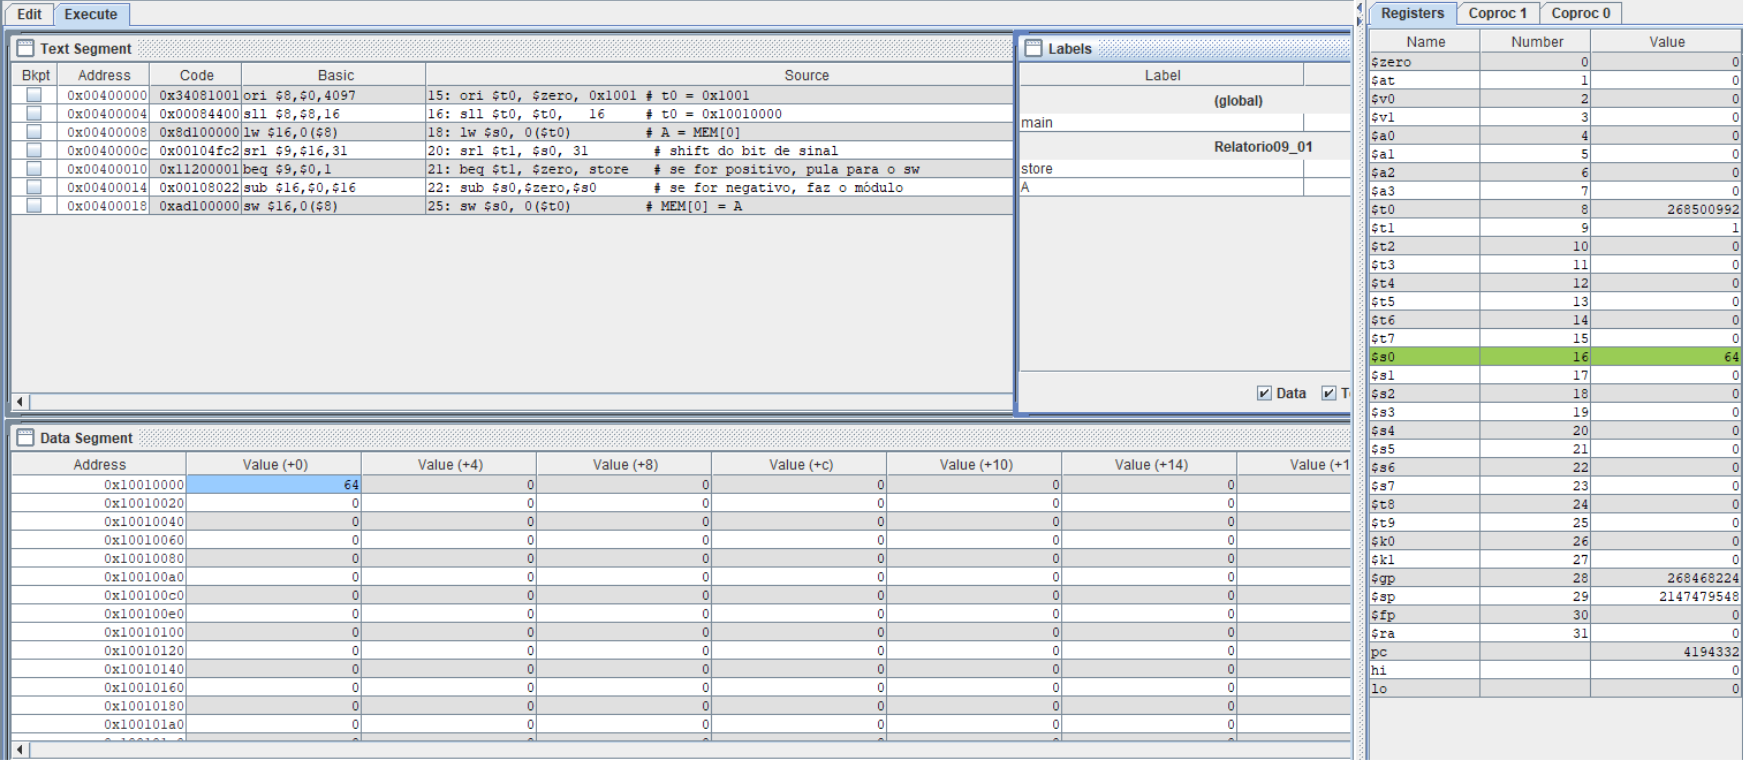 Edit Execute
Text Segment
Bkpt Address Code Basic Source
0x00400000 0x34081001 ori $8,$0,4097 15: ori $t0, $zero, 0x1001 # t0 = 0x1001
0x00400004 0x00084400 sll $8,$8,16 16: sll $t0, $t0, 16 # t0 = 0x10010000
0x00400008 0x8d100000 lw $16,0($8) 18: lw $s0, 0($t0) # A = MEM[0]
0x0040000c 0x00104fc2 srl $9,$16,31 20: srl $t1, $s0, 31 # shift do bit de sinal
0x00400010 0x11200001 beq $9,$0,1 21: beq $t1, $zero, store # se for positivo, pula para o sw
0x00400014 0x00108022 sub $16,$0,$16 22: sub $s0,$zero,$s0 # se for negativo, faz o módulo
0x00400018 0xad100000 sw $16,0($8) 25: sw $s0, 0($t0) # MEM[0] = A
Labels
Label
(global)
main
Relatorio09_01
store
A
Data
Data Segment
Address Value (+0) Value (+4) Value (+8) Value (+c) Value (+10) Value (+14) Value (+1
0x10010000 64 0 0 0 0 0
0x10010020 0 0 0 0 0 0
0x10010040 0 0 0 0 0 0
0x10010060 0 0 0 0 0 0
0x10010080 0 0 0 0 0 0
0x100100a0 0 0 0 0 0 0
0x100100c0 0 0 0 0 0 0
0x100100e0 0 0 0 0 0 0
0x10010100 0 0 0 0 0 0
0x10010120 0 0 0 0 0 0
0x10010140 0 0 0 0 0 0
0x10010160 0 0 0 0 0 0
0x10010180 0 0 0 0 0 0
0x100101a0 0 0 0 0 0 0
Registers Coproc 1 Coproc 0
Name Number Value
$zero 0 0
$at 1 0
$v0 2 0
$v1 3 0
$a0 4 0
$a1 5 0
$a2 6 0
$a3 7 0
$t0 8 268500992
$t1 9 1
$t2 10 0
$t3 11 0
$t4 12 0
$t5 13 0
$t6 14 0
$t7 15 0
$s0 16 64
$s1 17 0
$s2 18 0
$s3 19 0
$s4 20 0
$s5 21 0
$s6 22 0
$s7 23 0
$t8 24 0
$t9 25 0
$k0 26 0
$k1 27 0
$gp 28 268468224
$sp 29 2147479548
$fp 30 0
$ra 31 0
pc 4194332
hi 0
lo 0